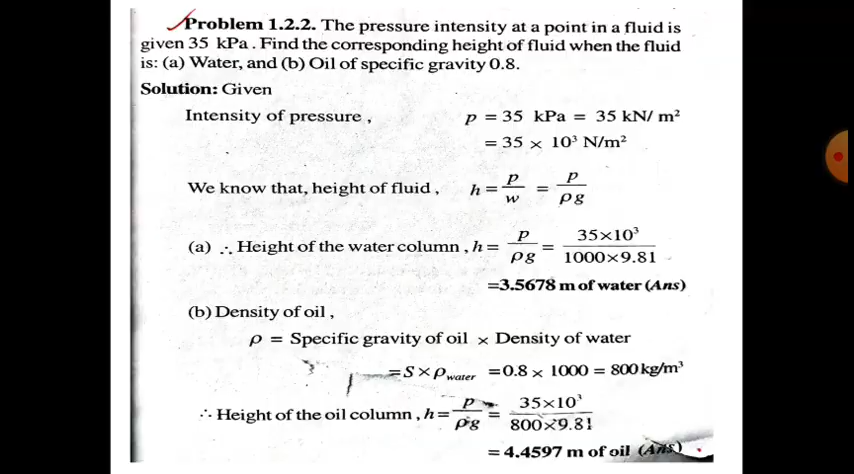 Problem 1.2.2. The pressure intensity at a point in a fluid is
given 35 kPa. Find the corresponding height of fluid when the fluid
is: (a) Water, and (b) Oil of specific gravity 0.8.
Solution: Given
Intensity of pressure, p = 35 kPa = 35 kN/ m²
= 35 × 10³ N/m²
We know that, height of fluid, h = p/w = p/ρg
(a) ∴ Height of the water column, h = p/ρg = 35×10³/1000×9.81
=3.5678 m of water (Ans)
(b) Density of oil,
ρ = Specific gravity of oil × Density of water
=S×ρwater =0.8 × 1000 = 800 kg/m³
∴ Height of the oil column, h = p/ρg = 35×10³/800×9.81
= 4.4597 m of oil (Ans)